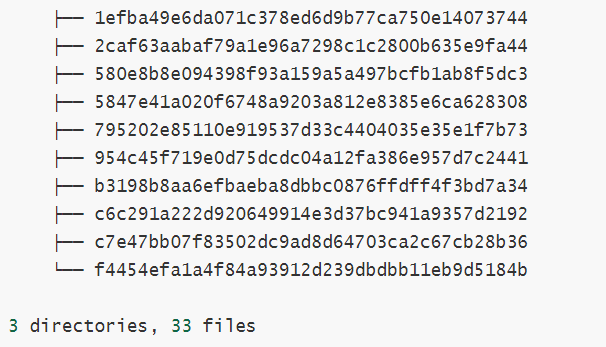 ├── 1efba49e6da071c378ed6d9b77ca750e14073744
├── 2caf63aabaf79a1e96a7298c1c2800b635e9fa44
├── 580e8b8e094398f93a159a5a497bcfb1ab8f5dc3
├── 5847e41a020f6748a9203a812e8385e6ca628308
├── 795202e85110e919537d33c4404035e35e1f7b73
├── 954c45f719e0d75dcdc04a12fa386e957d7c2441
├── b3198b8aa6efbaeba8dbbc0876ffdff4f3bd7a34
├── c6c291a222d920649914e3d37bc941a9357d2192
├── c7e47bb07f83502dc9ad8d64703ca2c67cb28b36
└── f4454efa1a4f84a93912d239dbdbb11eb9d5184b
3 directories, 33 files